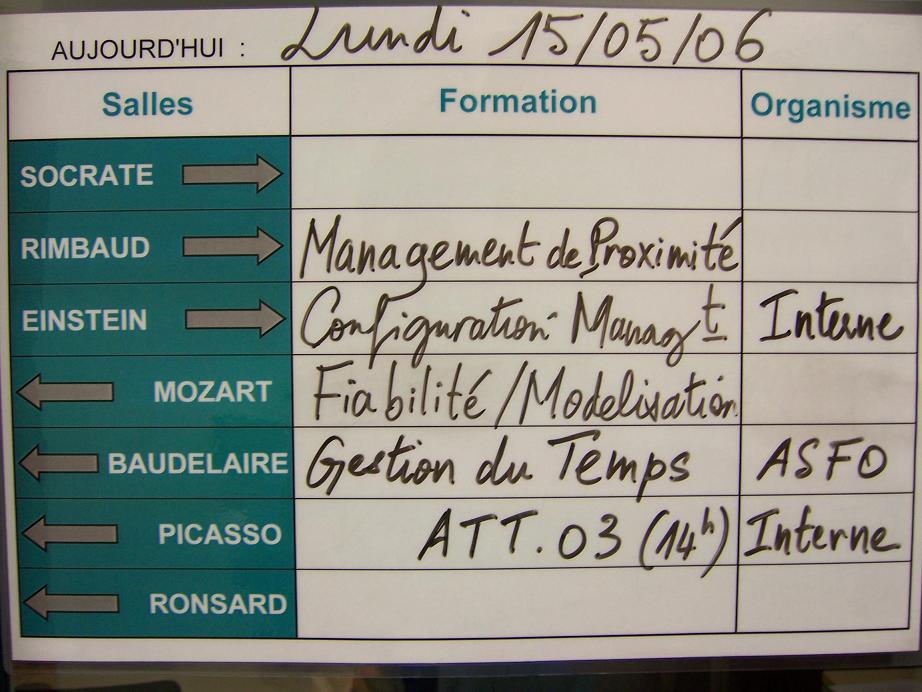 AUJOURD'HUI : Lundi 15/05/06
Salles Formation Organisme
SOCRATE
RIMBAUD Management de Proximité
EINSTEIN Configuration Managt Interne
MOZART Fiabilité/Modelisation
BAUDELAIRE Gestion du Temps ASFO
PICASSO ATT.03 (14h) Interne
RONSARD